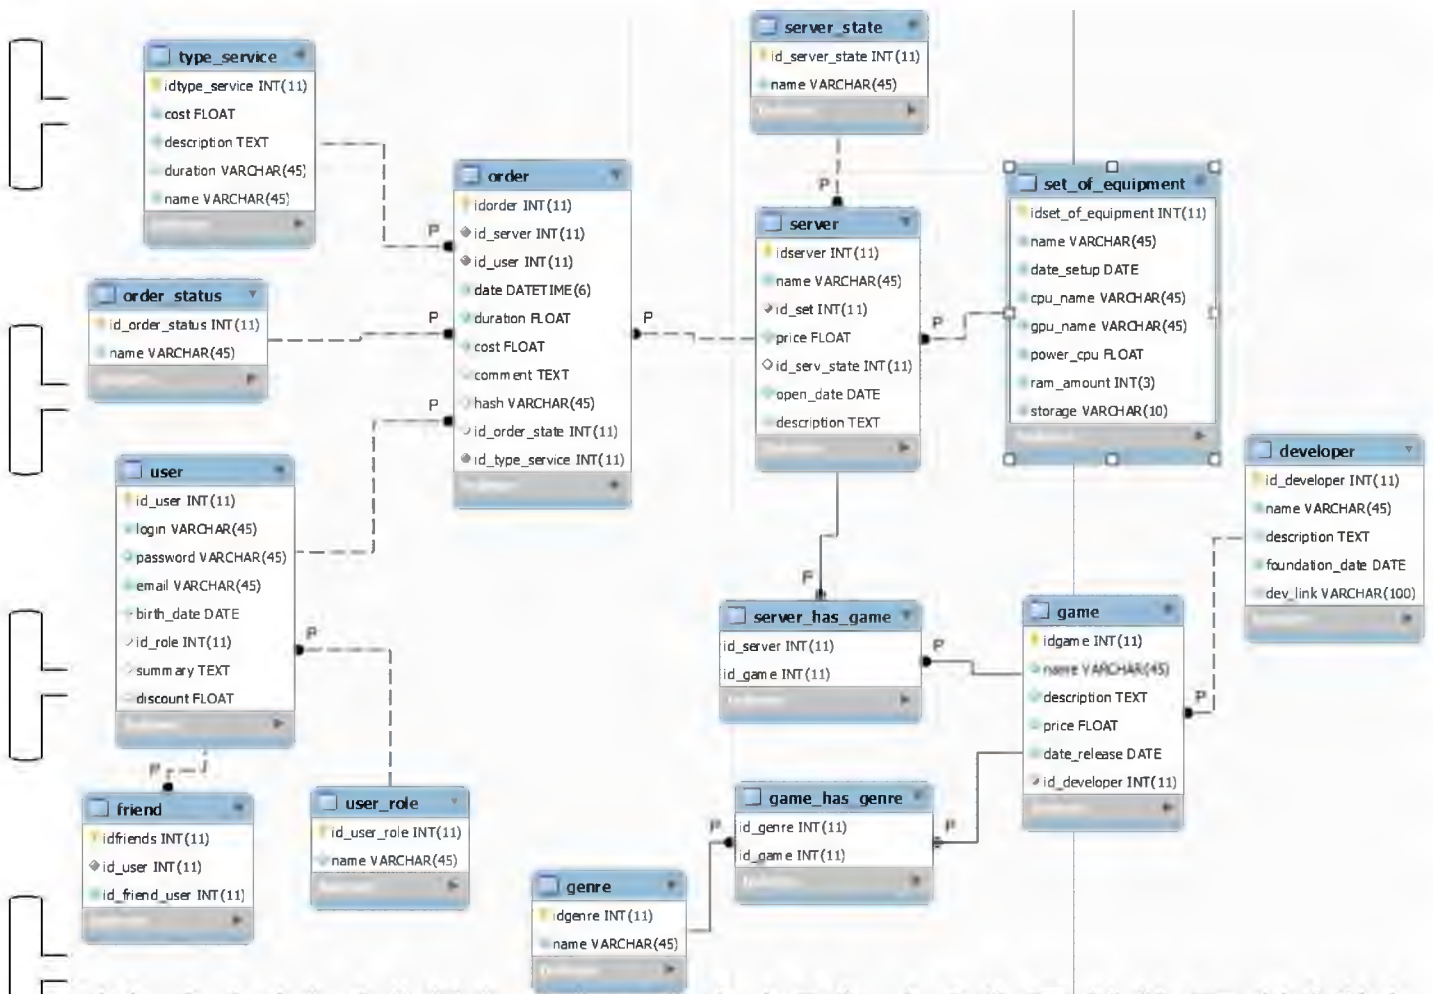 type_service
idtype_service INT(11)
cost FLOAT
description TEXT
duration VARCHAR(45)
name VARCHAR(45)
server_state
id_server_state INT(11)
name VARCHAR(45)
order
idorder INT(11)
id_server INT(11)
id_user INT(11)
date DATETIME(6)
duration FLOAT
cost FLOAT
comment TEXT
hash VARCHAR(45)
id_order_state INT(11)
id_type_service INT(11)
P
P
P
P
order_status
id_order_status INT(11)
name VARCHAR(45)
P
server
idserver INT(11)
name VARCHAR(45)
id_set INT(11)
price FLOAT
id_serv_state INT(11)
open_date DATE
description TEXT
P
set_of_equipment
idset_of_equipment INT(11)
name VARCHAR(45)
date_setup DATE
cpu_name VARCHAR(45)
gpu_name VARCHAR(45)
power_cpu FLOAT
ram_amount INT(3)
storage VARCHAR(10)
user
id_user INT(11)
login VARCHAR(45)
password VARCHAR(45)
email VARCHAR(45)
birth_date DATE
id_role INT(11)
summary TEXT
discount FLOAT
P
developer
id_developer INT(11)
name VARCHAR(45)
description TEXT
foundation_date DATE
dev_link VARCHAR(100)
P
server_has_game
id_server INT(11)
id_game INT(11)
P
game
idgame INT(11)
name VARCHAR(45)
description TEXT
price FLOAT
date_release DATE
id_developer INT(11)
P
P
friend
idfriends INT(11)
id_user INT(11)
id_friend_user INT(11)
user_role
id_user_role INT(11)
name VARCHAR(45)
P
game_has_genre
id_genre INT(11)
id_game INT(11)
P
genre
idgenre INT(11)
name VARCHAR(45)